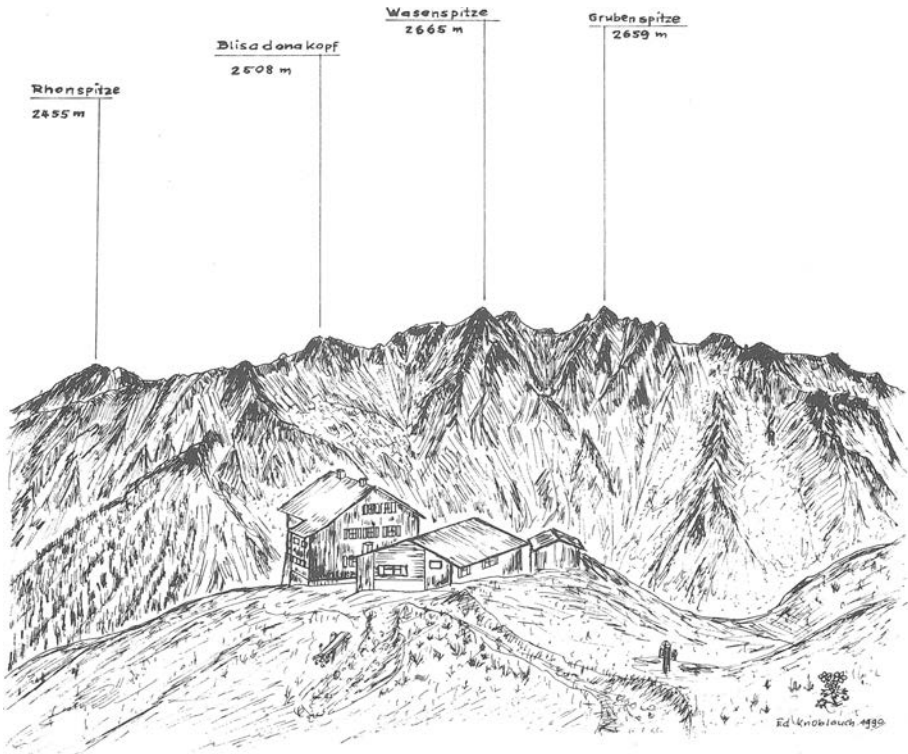 Wasenspitze
2665 m
Grubenspitze
2659 m
Blisadonakopf
2508 m
Rhonspitze
2455 m
Ed Knoblauch 1990